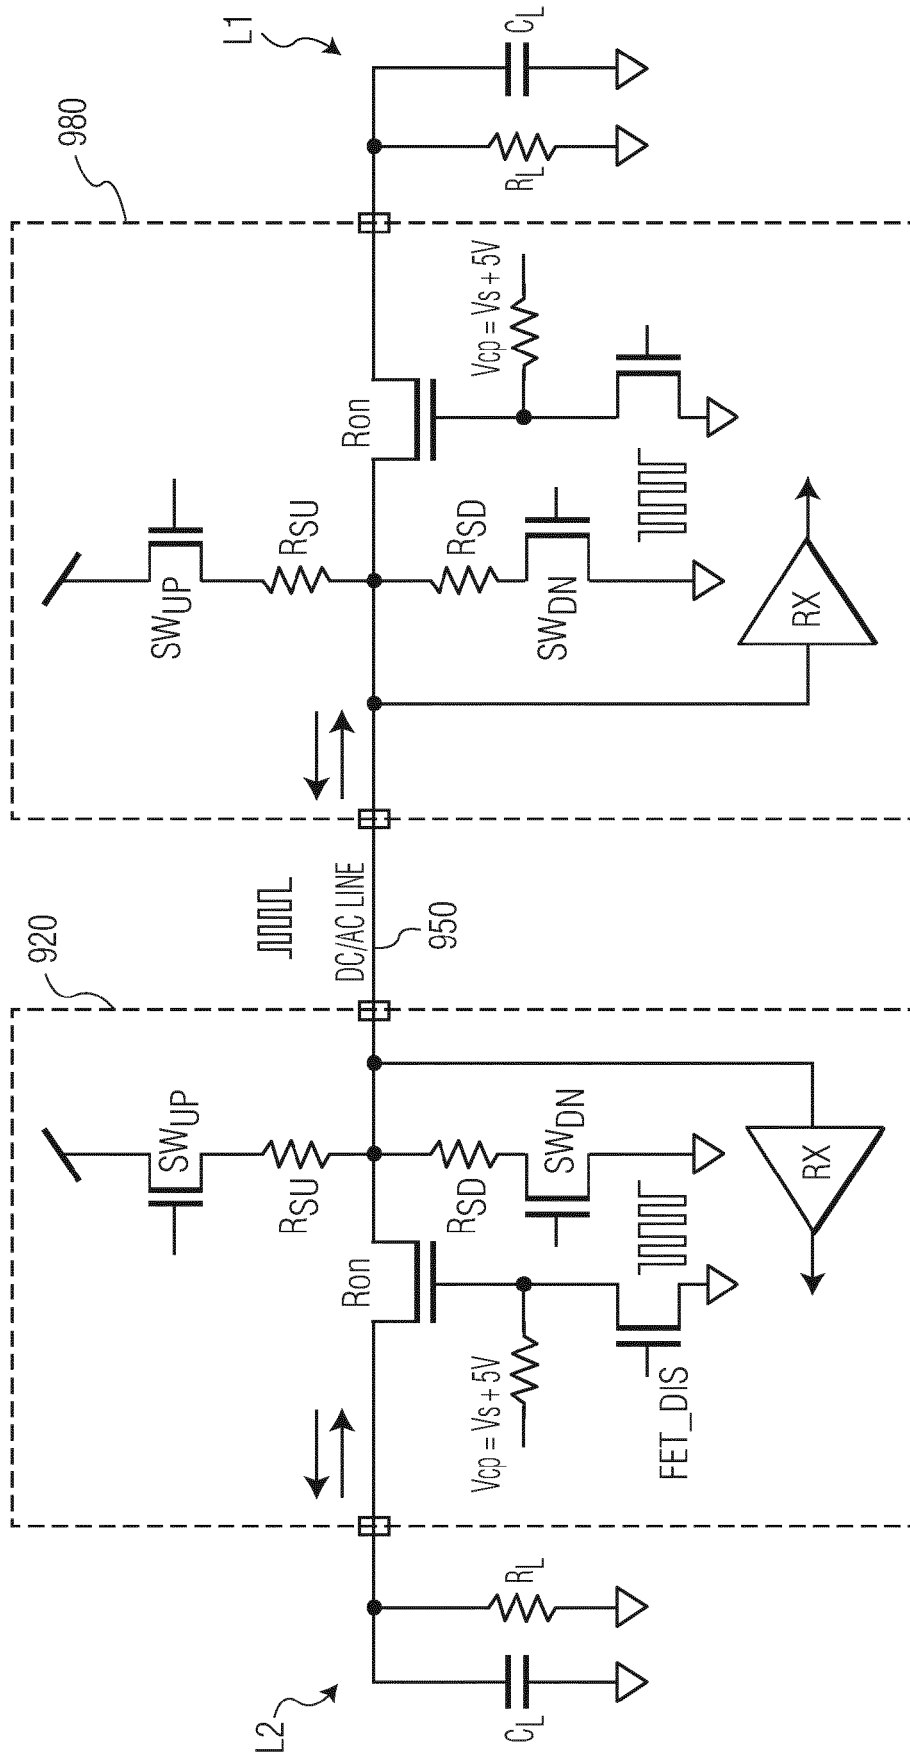 L2
CL
RL
920
FET_DIS
Vcp = Vs + 5V
Ron
RSU
SWUP
RSD
SWDN
RX
DC/AC LINE
950
980
SWUP
RSU
RSD
SWDN
RX
Ron
Vcp = Vs + 5V
RL
CL
L1